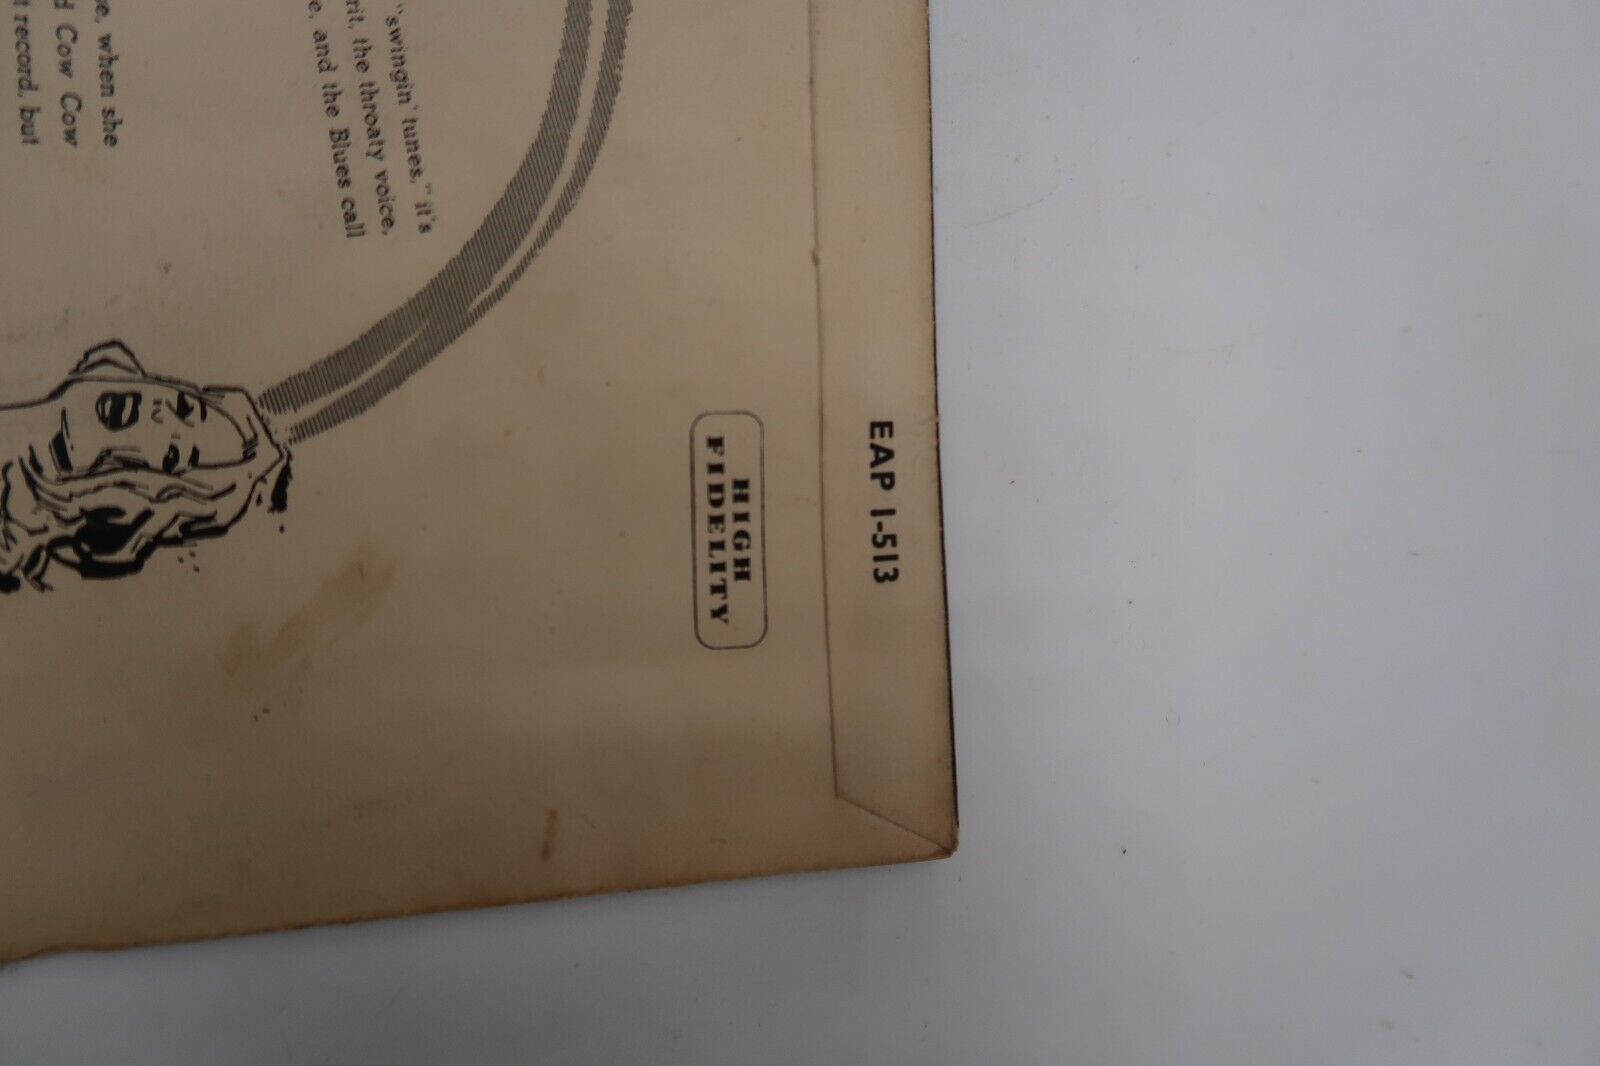 "swingin' tunes," it's
the throaty voice,
and the Blues call
when she
Cow Cow
record, but
HIGH
FIDELITY
EAP 1-513